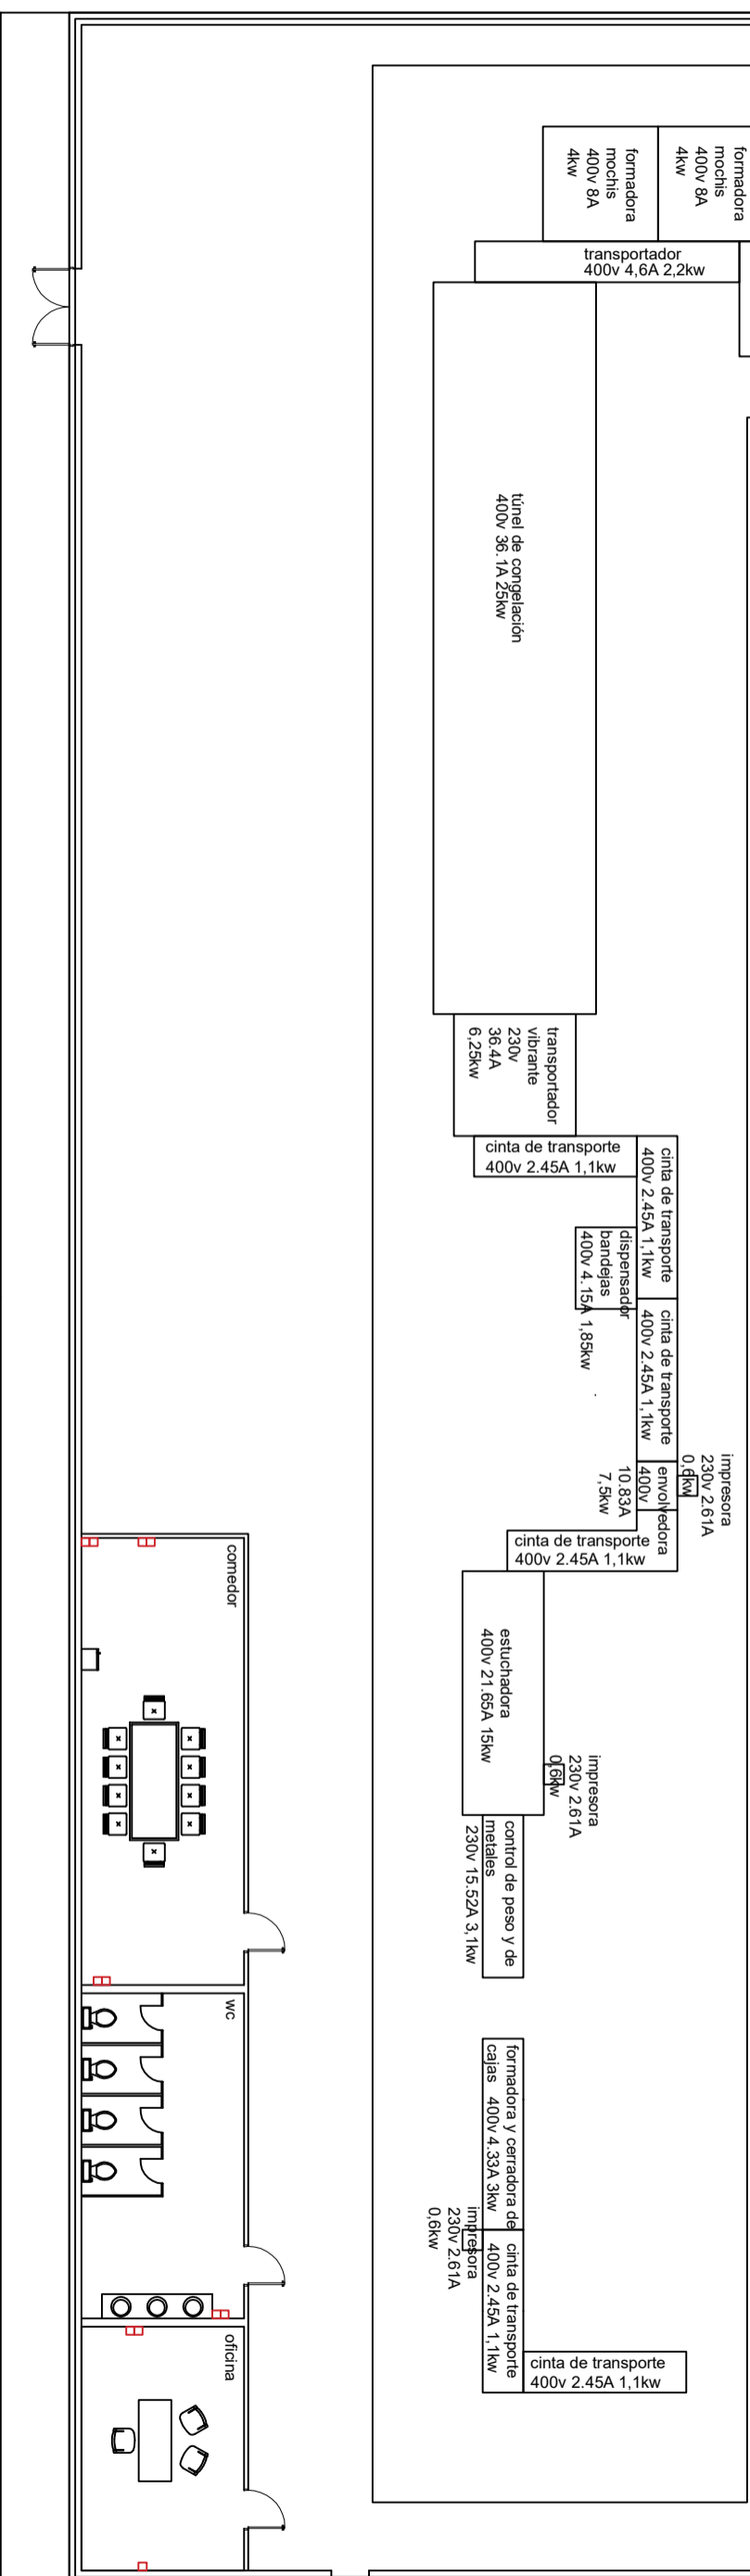 formadora
mochis
400v 8A
4kw
formadora
mochis
400v 8A
4kw
transportador
400v 4,6A 2,2kw
túnel de congelación
400v 36.1A 25kw
transportador
vibrante
230v
36.4A
6,25kw
cinta de transporte
400v 2.45A 1,1kw
cinta de transporte
400v 2.45A 1,1kw
dispensador
bandejas
400v 4.15A 1,85kw
cinta de transporte
400v 2.45A 1,1kw
impresora
230v 2.61A
0,6kw
envolvedora
400v
10.83A
7,5kw
cinta de transporte
400v 2.45A 1,1kw
comedor
estuchadora
400v 21.65A 15kw
impresora
230v 2.61A
0,6kw
control de peso y de
metales
230v 15.52A 3,1kw
wc
formadora y cerradora de
cajas 400v 4.33A 3kw
impresora
230v 2.61A
0,6kw
cinta de transporte
400v 2.45A 1,1kw
oficina
cinta de transporte
400v 2.45A 1,1kw